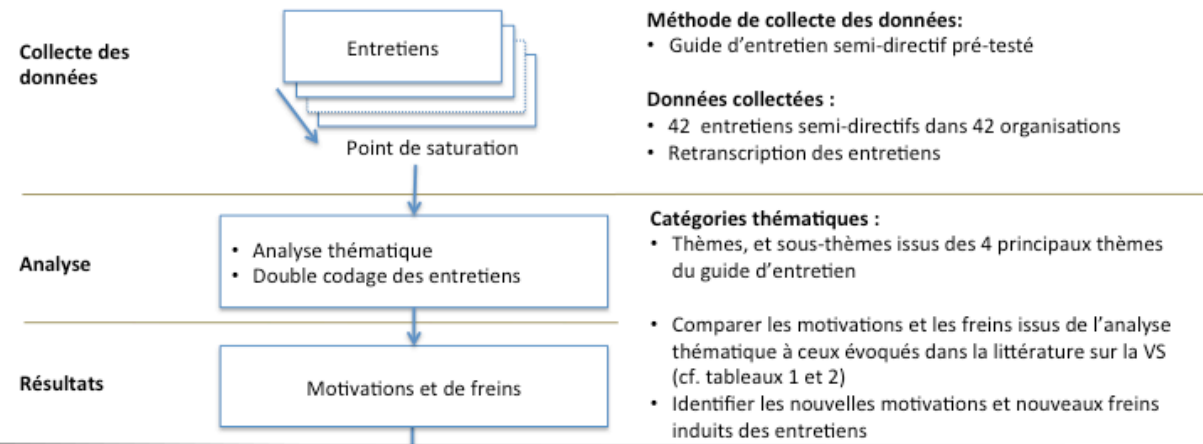 Collecte des
données
Entretiens
Point de saturation
Méthode de collecte des données:
• Guide d'entretien semi-directif pré-testé
Données collectées :
• 42 entretiens semi-directifs dans 42 organisations
• Retranscription des entretiens
Analyse
• Analyse thématique
• Double codage des entretiens
Catégories thématiques :
• Thèmes, et sous-thèmes issus des 4 principaux thèmes
du guide d'entretien
Résultats
Motivations et de freins
• Comparer les motivations et les freins issus de l'analyse
thématique à ceux évoqués dans la littérature sur la VS
(cf. tableaux 1 et 2)
• Identifier les nouvelles motivations et nouveaux freins
induits des entretiens